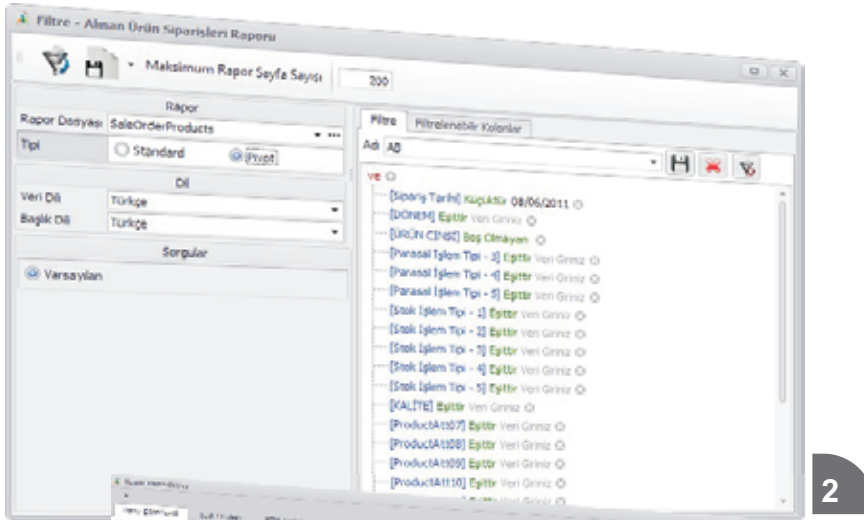 Filtre - Alınan Ürün Siparişleri Raporu
Maksimum Rapor Sayfa Sayısı 200
Rapor
Rapor Dosyası SaleOrderProducts
Tipi Standard Pivot
Dil
Veri Dili Türkçe
Başlık Dili Türkçe
Sorgular
Varsayılan
Filtre Filtrelenebilir Kolonlar
Adı AB
ve
[Sipariş Tarihi] Küçüktür 08/06/2011
[DÖNEM] Eşittir Veri Giriniz
[ÜRÜN CİNSİ] Boş Olmayan
[Parasal İşlem Tipi - 3] Eşittir Veri Giriniz
[Parasal İşlem Tipi - 4] Eşittir Veri Giriniz
[Parasal İşlem Tipi - 5] Eşittir Veri Giriniz
[Stok İşlem Tipi - 1] Eşittir Veri Giriniz
[Stok İşlem Tipi - 2] Eşittir Veri Giriniz
[Stok İşlem Tipi - 3] Eşittir Veri Giriniz
[Stok İşlem Tipi - 4] Eşittir Veri Giriniz
[Stok İşlem Tipi - 5] Eşittir Veri Giriniz
[KALİTE] Eşittir Veri Giriniz
[ProductAtt07] Eşittir Veri Giriniz
[ProductAtt08] Eşittir Veri Giriniz
[ProductAtt09] Eşittir Veri Giriniz
[ProductAtt10] Eşittir Veri Giriniz
2